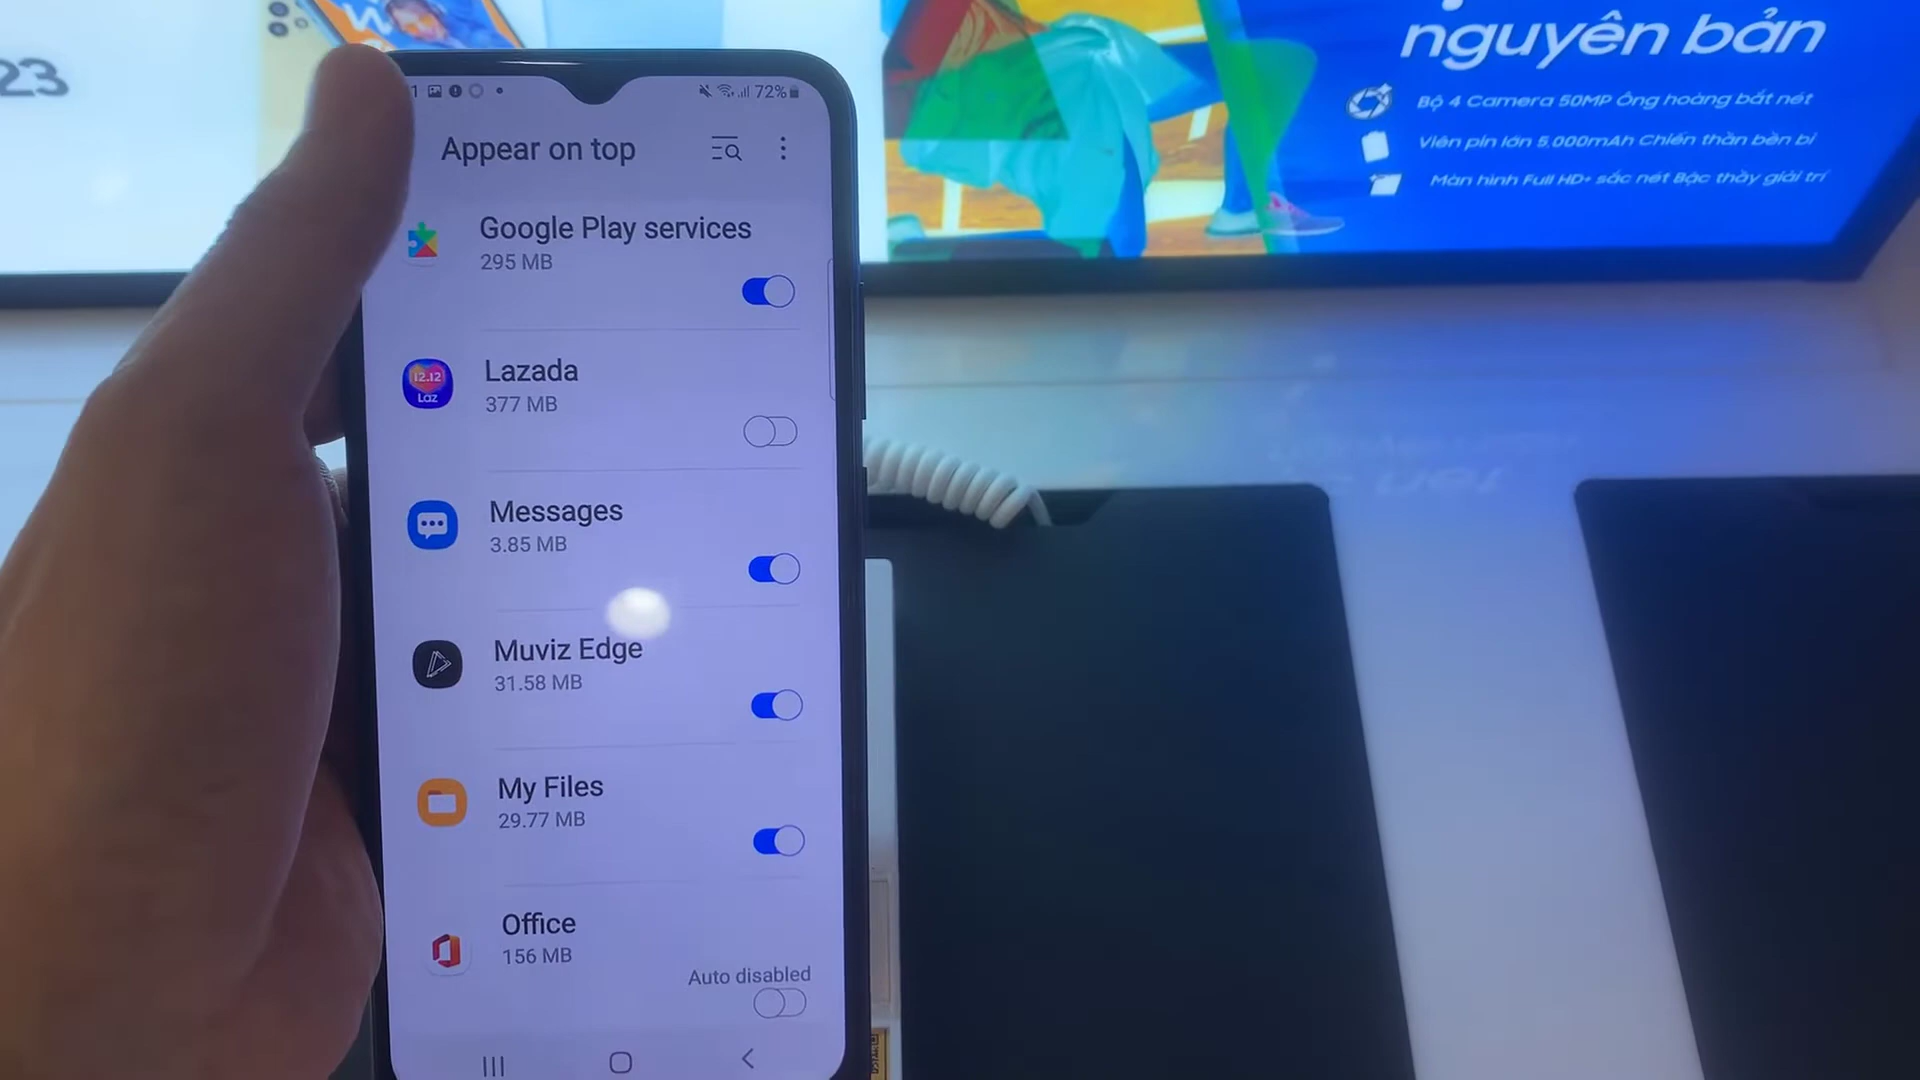 23
nguyên bản
Bộ 4 Camera 50MP Ông hoàng bắt nét
Viên pin lớn 5.000mAh Chiến thần bền bỉ
Màn hình Full HD+ sắc nét Bậc thầy giải trí
72%
Appear on top
Google Play services
295 MB
12.12
Laz
Lazada
377 MB
Messages
3.85 MB
Muviz Edge
31.58 MB
My Files
29.77 MB
Office
156 MB
Auto disabled